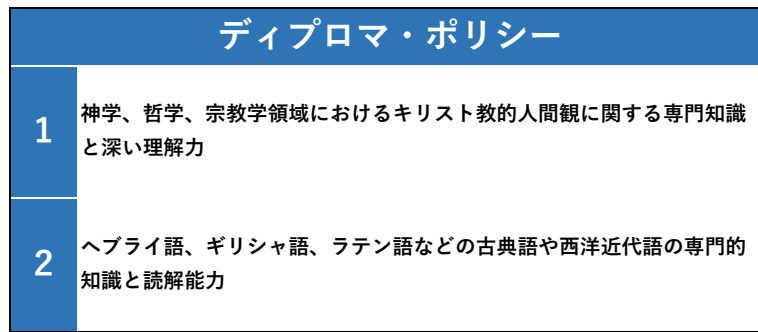 ディプロマ・ポリシー
1
神学、哲学、宗教学領域におけるキリスト教的人間観に関する専門知識
と深い理解力
2
ヘブライ語、ギリシャ語、ラテン語などの古典語や西洋近代語の専門的
知識と読解能力